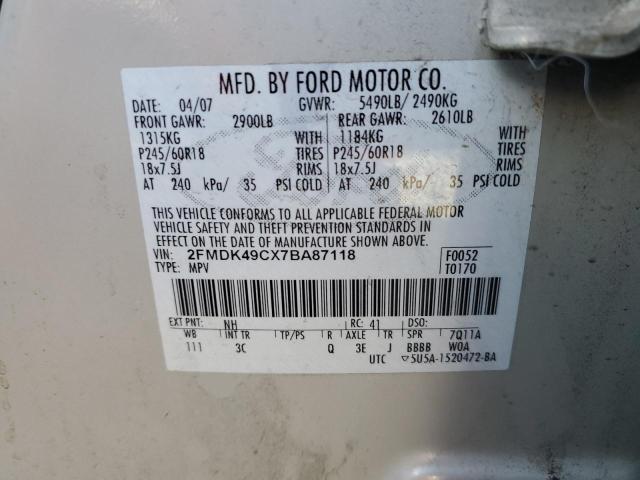 MFD. BY FORD MOTOR CO.
DATE: 04/07 GVWR: 5490LB/ 2490KG
FRONT GAWR: 2900LB REAR GAWR: 2610LB
1315KG WITH 1184KG WITH
P245/60R18 TIRES P245/60R18 TIRES
18x7.5J RIMS 18x7.5J RIMS
AT 240 kPa/ 35 PSI COLD AT 240 kPa/ 35 PSI COLD
THIS VEHICLE CONFORMS TO ALL APPLICABLE FEDERAL MOTOR
VEHICLE SAFETY AND THEFT PREVENTION STANDARDS IN
EFFECT ON THE DATE OF MANUFACTURE SHOWN ABOVE.
VIN: 2FMDK49CX7BA87118 F0052
TYPE: MPV T0170
EXT PNT: NH RC: 41 DSO:
WB INT TR TP/PS R AXLE TR SPR 7Q11A
111 3C Q 3E J BBBB W0A
UTC ▽5U5A-1520472-BA